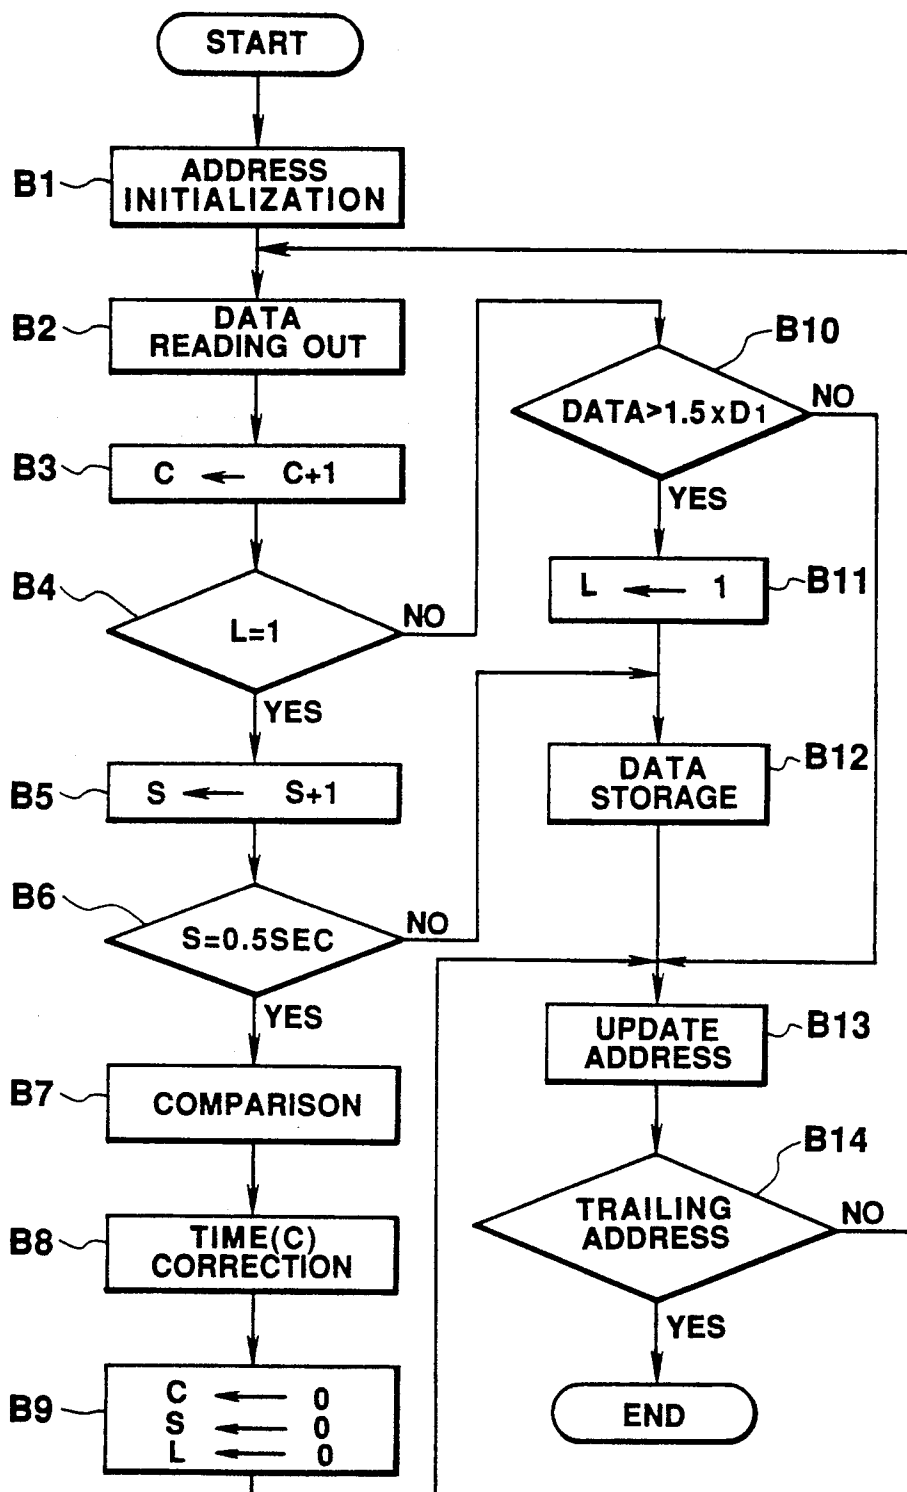 START
B1
ADDRESS
INITIALIZATION
B2
DATA
READING OUT
B3
C ← C+1
B4
L=1
NO
YES
B5
S ← S+1
B6
S=0.5SEC
NO
YES
B7
COMPARISON
B8
TIME(C)
CORRECTION
B9
C ← 0
S ← 0
L ← 0
B10
DATA>1.5xD1
NO
YES
B11
L ← 1
B12
DATA
STORAGE
B13
UPDATE
ADDRESS
B14
TRAILING
ADDRESS
NO
YES
END